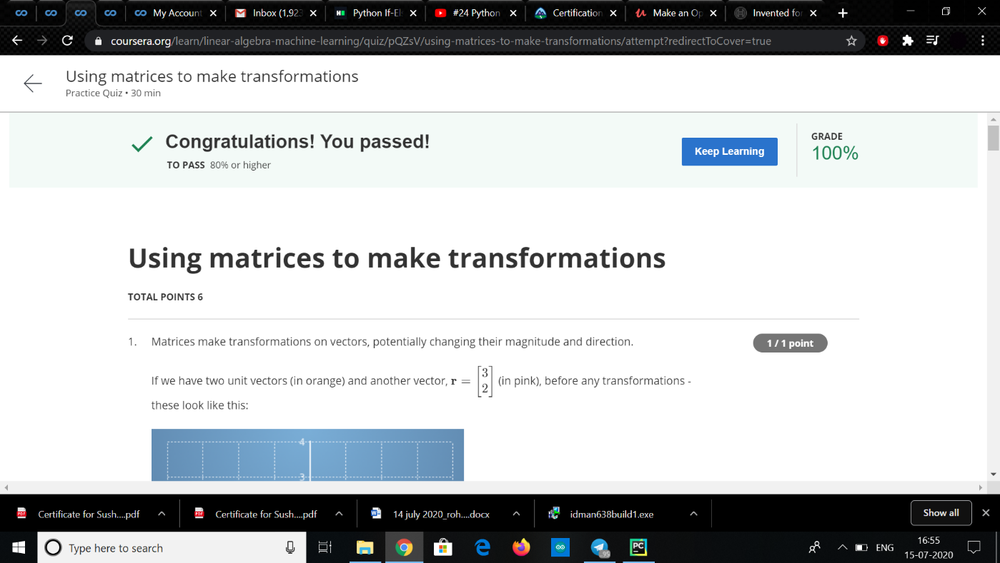 My Account
Inbox (1,923
Python If-El
#24 Python
Certification
Make an Op
Invented for
coursera.org/learn/linear-algebra-machine-learning/quiz/pQZsV/using-matrices-to-make-transformations/attempt?redirectToCover=true
Using matrices to make transformations
Practice Quiz • 30 min
Congratulations! You passed!
TO PASS 80% or higher
Keep Learning
GRADE
100%
Using matrices to make transformations
TOTAL POINTS 6
1. Matrices make transformations on vectors, potentially changing their magnitude and direction.
1 / 1 point
If we have two unit vectors (in orange) and another vector, r = [3 2] (in pink), before any transformations -
these look like this:
4
3
Certificate for Sush....pdf
Certificate for Sush....pdf
14 july 2020_roh....docx
idman638build1.exe
Show all
Type here to search
95
PC
ENG
16:55
15-07-2020